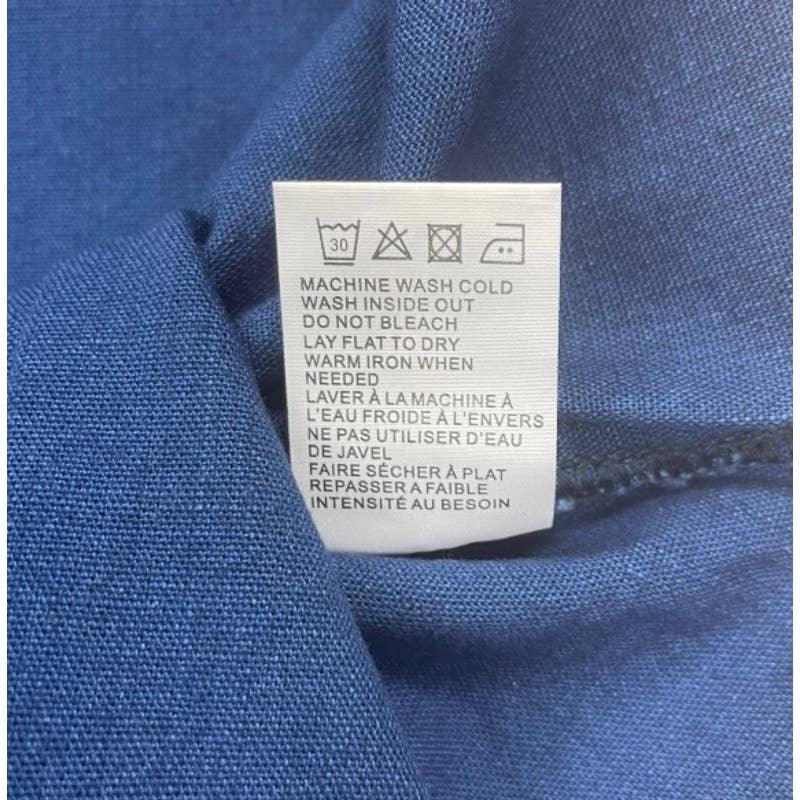 30
MACHINE WASH COLD
WASH INSIDE OUT
DO NOT BLEACH
LAY FLAT TO DRY
WARM IRON WHEN
NEEDED
LAVER À LA MACHINE À
L'EAU FROIDE À L'ENVERS
NE PAS UTILISER D'EAU
DE JAVEL
FAIRE SÉCHER À PLAT
REPASSER A FAIBLE
INTENSITÉ AU BESOIN